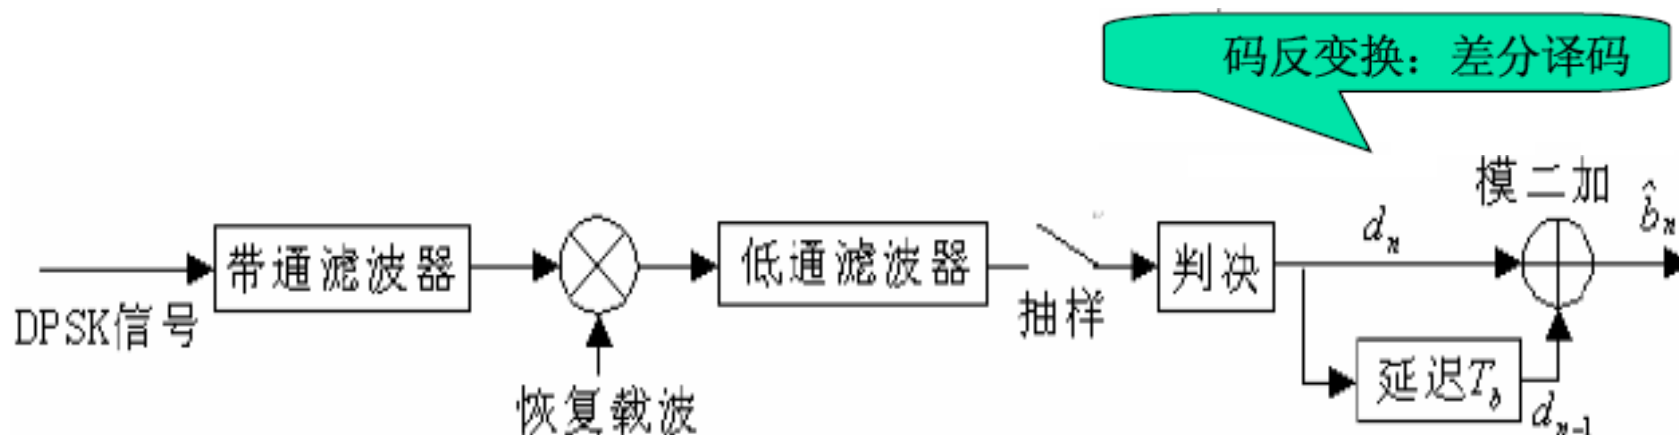 码反变换：差分译码
模二加
d_n
b̂_n
带通滤波器
低通滤波器
判决
DPSK信号
抽样
延迟T_b
恢复载波
d_{n-1}